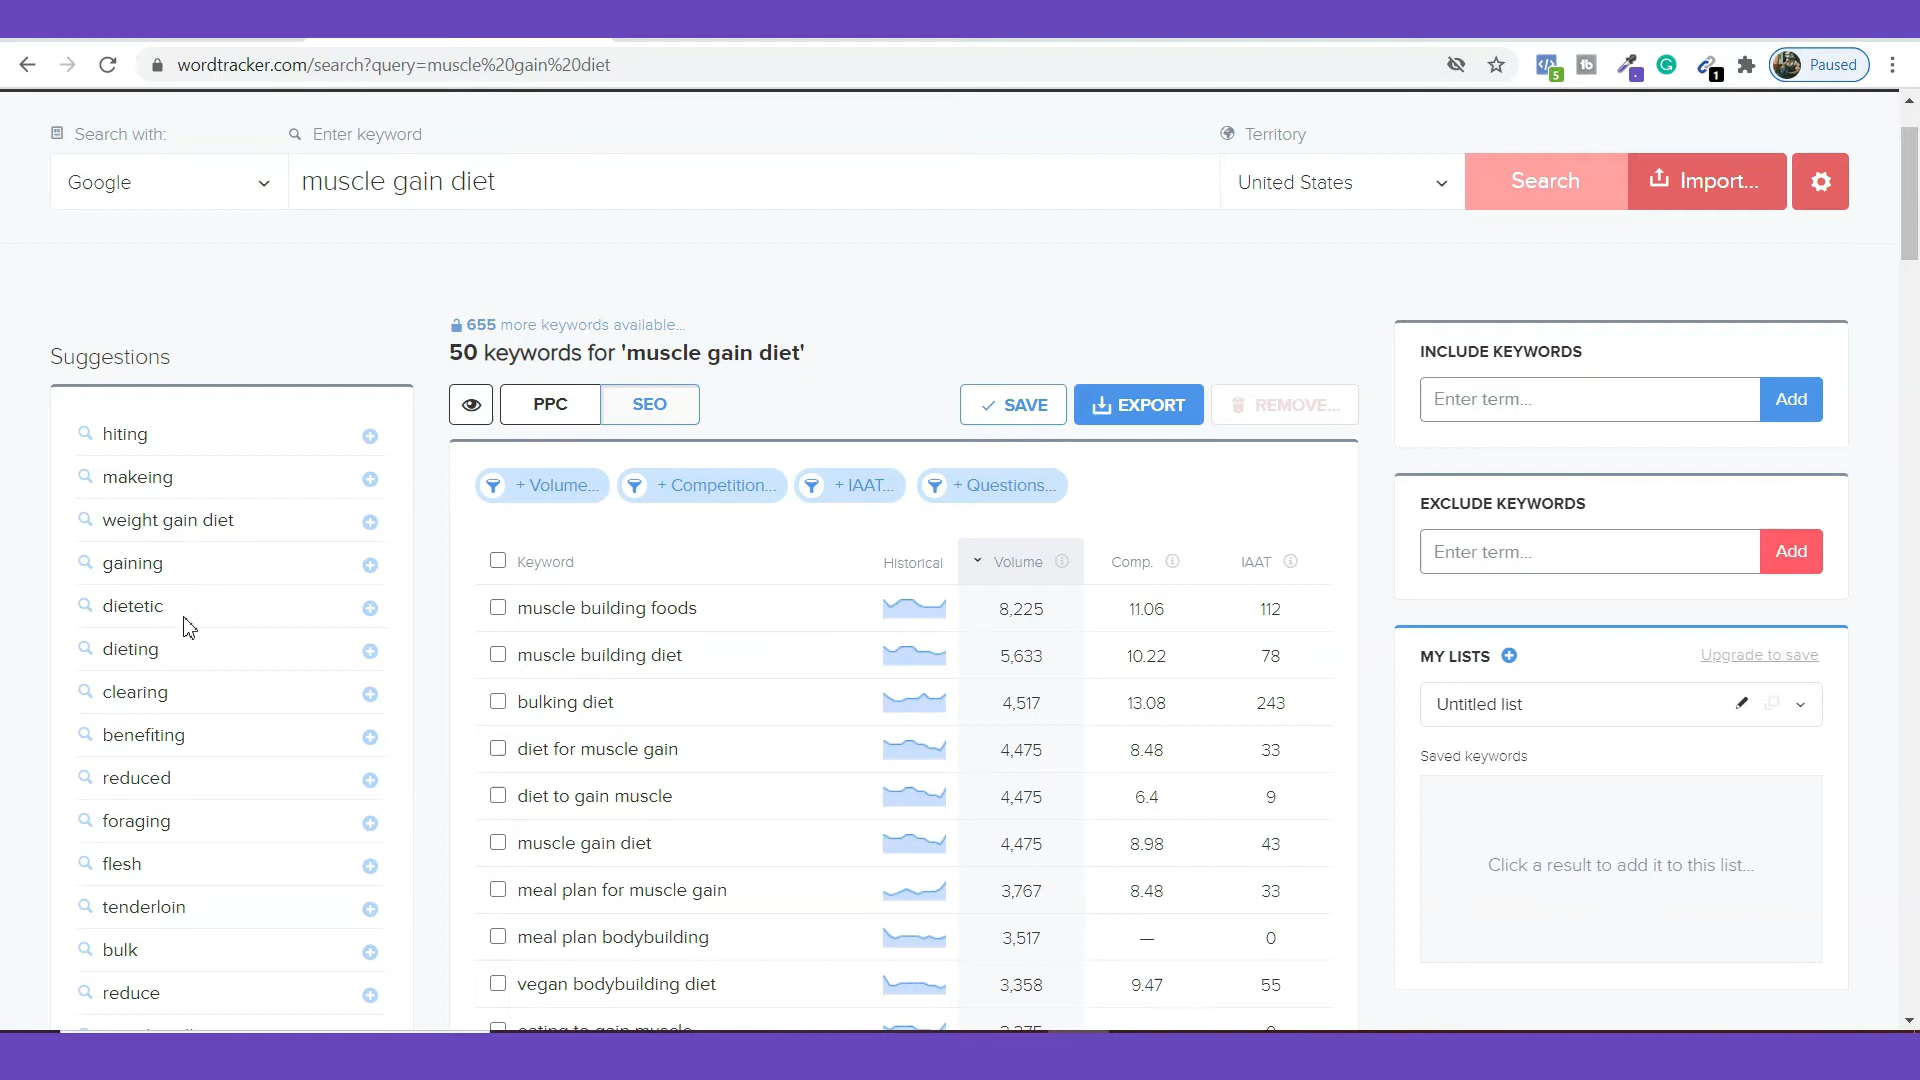 wordtracker.com/search?query=muscle%20gain%20diet
5
1
Paused
Search with:
Enter keyword
Territory
Google
muscle gain diet
United States
Search
Import...
655 more keywords available...
50 keywords for 'muscle gain diet'
Suggestions
PPC
SEO
SAVE
EXPORT
REMOVE...
+ Volume...
+ Competition...
+ IAAT...
+ Questions...
hiting
makeing
weight gain diet
gaining
dietetic
dieting
clearing
benefiting
reduced
foraging
flesh
tenderloin
bulk
reduce
Keyword Historical Volume Comp. IAAT
muscle building foods 8,225 11.06 112
muscle building diet 5,633 10.22 78
bulking diet 4,517 13.08 243
diet for muscle gain 4,475 8.48 33
diet to gain muscle 4,475 6.4 9
muscle gain diet 4,475 8.98 43
meal plan for muscle gain 3,767 8.48 33
meal plan bodybuilding 3,517 — 0
vegan bodybuilding diet 3,358 9.47 55
eating to gain muscle
INCLUDE KEYWORDS
Enter term...
Add
EXCLUDE KEYWORDS
Enter term...
Add
MY LISTS
Upgrade to save
Untitled list
Saved keywords
Click a result to add it to this list...